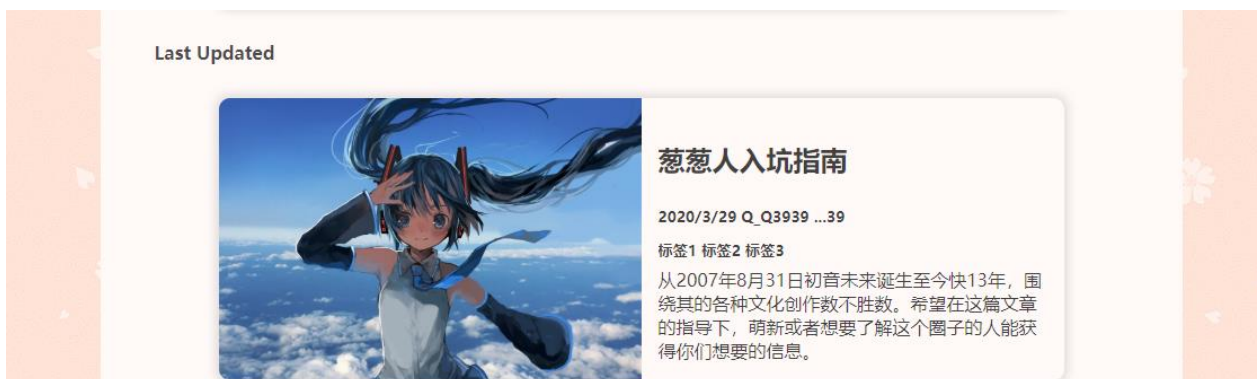 Last Updated
葱葱人入坑指南
2020/3/29 Q_Q3939 ...39
标签1 标签2 标签3
从2007年8月31日初音未来诞生至今快13年，围
绕其的各种文化创作数不胜数。希望在这篇文章
的指导下，萌新或者想要了解这个圈子的人能获
得你们想要的信息。